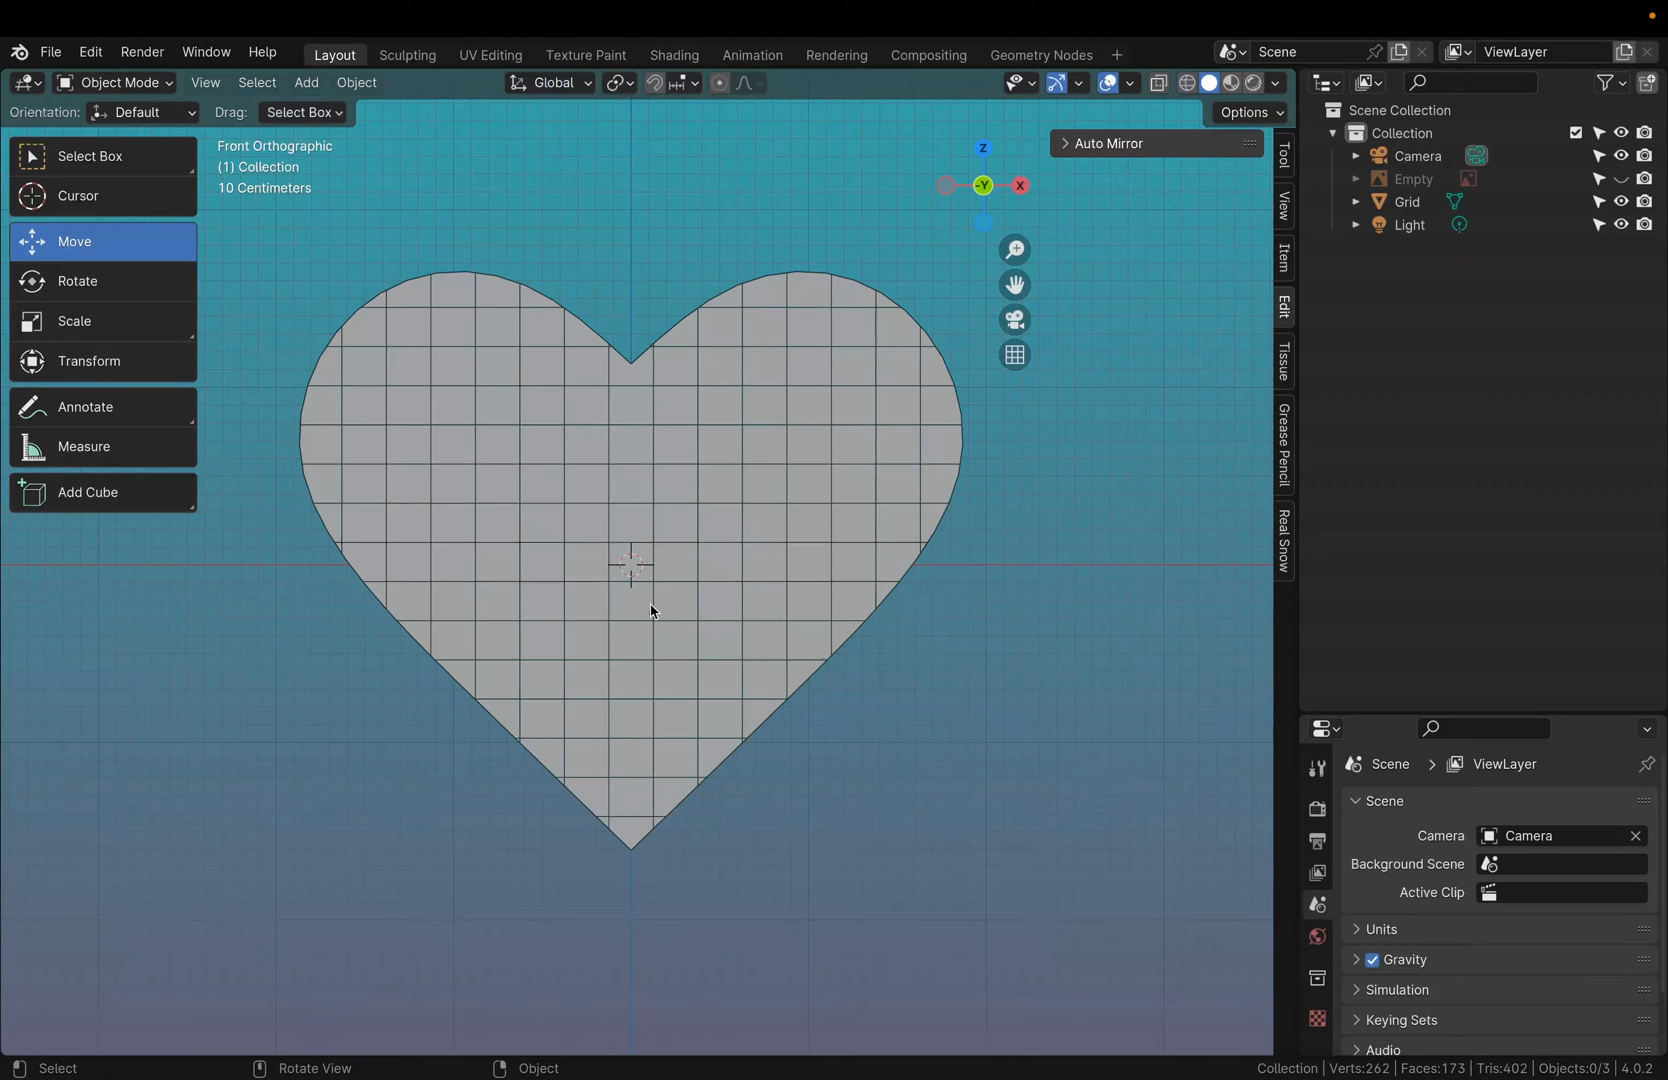 File Edit Render Window Help
Layout Sculpting UV Editing Texture Paint Shading Animation Rendering Compositing Geometry Nodes +
Scene
ViewLayer
Object Mode View Select Add Object
Global
Orientation: Default Drag: Select Box
Options
Select Box
Cursor
Move
Rotate
Scale
Transform
Annotate
Measure
Add Cube
Front Orthographic
(1) Collection
10 Centimeters
Auto Mirror
Z
-Y
X
Tool
View
Item
Edit
Tissue
Grease Pencil
Real Snow
Scene Collection
Collection
Camera
Empty
Grid
Light
Scene > ViewLayer
Scene
Camera Camera
Background Scene
Active Clip
Units
Gravity
Simulation
Keying Sets
Audio
Select
Rotate View
Object
Collection | Verts:262 | Faces:173 | Tris:402 | Objects:0/3 | 4.0.2